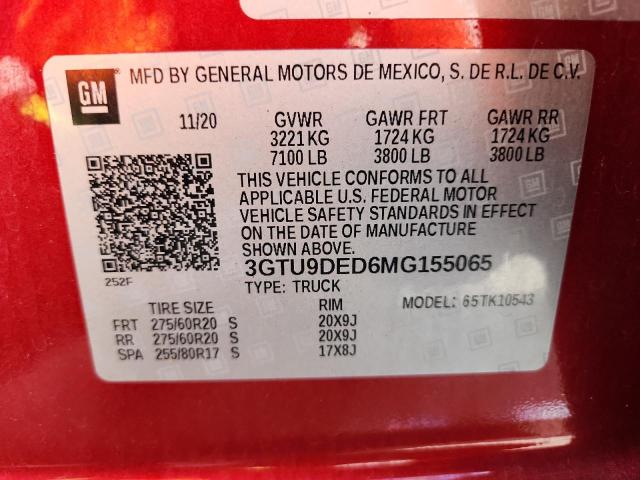 GM
MFD BY GENERAL MOTORS DE MEXICO, S. DE R.L. DE C.V.
11/20 GVWR GAWR FRT GAWR RR
3221 KG 1724 KG 1724 KG
7100 LB 3800 LB 3800 LB
THIS VEHICLE CONFORMS TO ALL
APPLICABLE U.S. FEDERAL MOTOR
VEHICLE SAFETY STANDARDS IN EFFECT
ON THE DATE OF MANUFACTURE
SHOWN ABOVE.
3GTU9DED6MG155065
252F
TYPE: TRUCK
TIRE SIZE RIM MODEL: 65TK10543
FRT 275/60R20 S 20X9J
RR 275/60R20 S 20X9J
SPA 255/80R17 S 17X8J